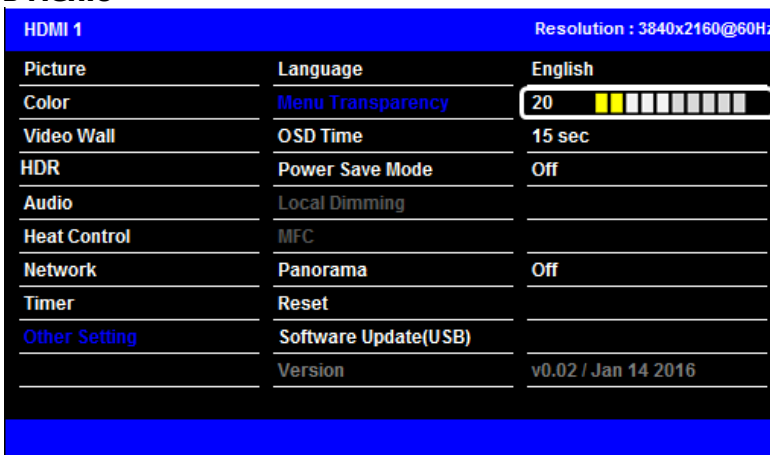 HDMI 1 Resolution : 3840x2160@60Hz
Picture Language English
Color Menu Transparency 20
Video Wall OSD Time 15 sec
HDR Power Save Mode Off
Audio Local Dimming
Heat Control MFC
Network Panorama Off
Timer Reset
Other Setting Software Update(USB)
Version v0.02 / Jan 14 2016